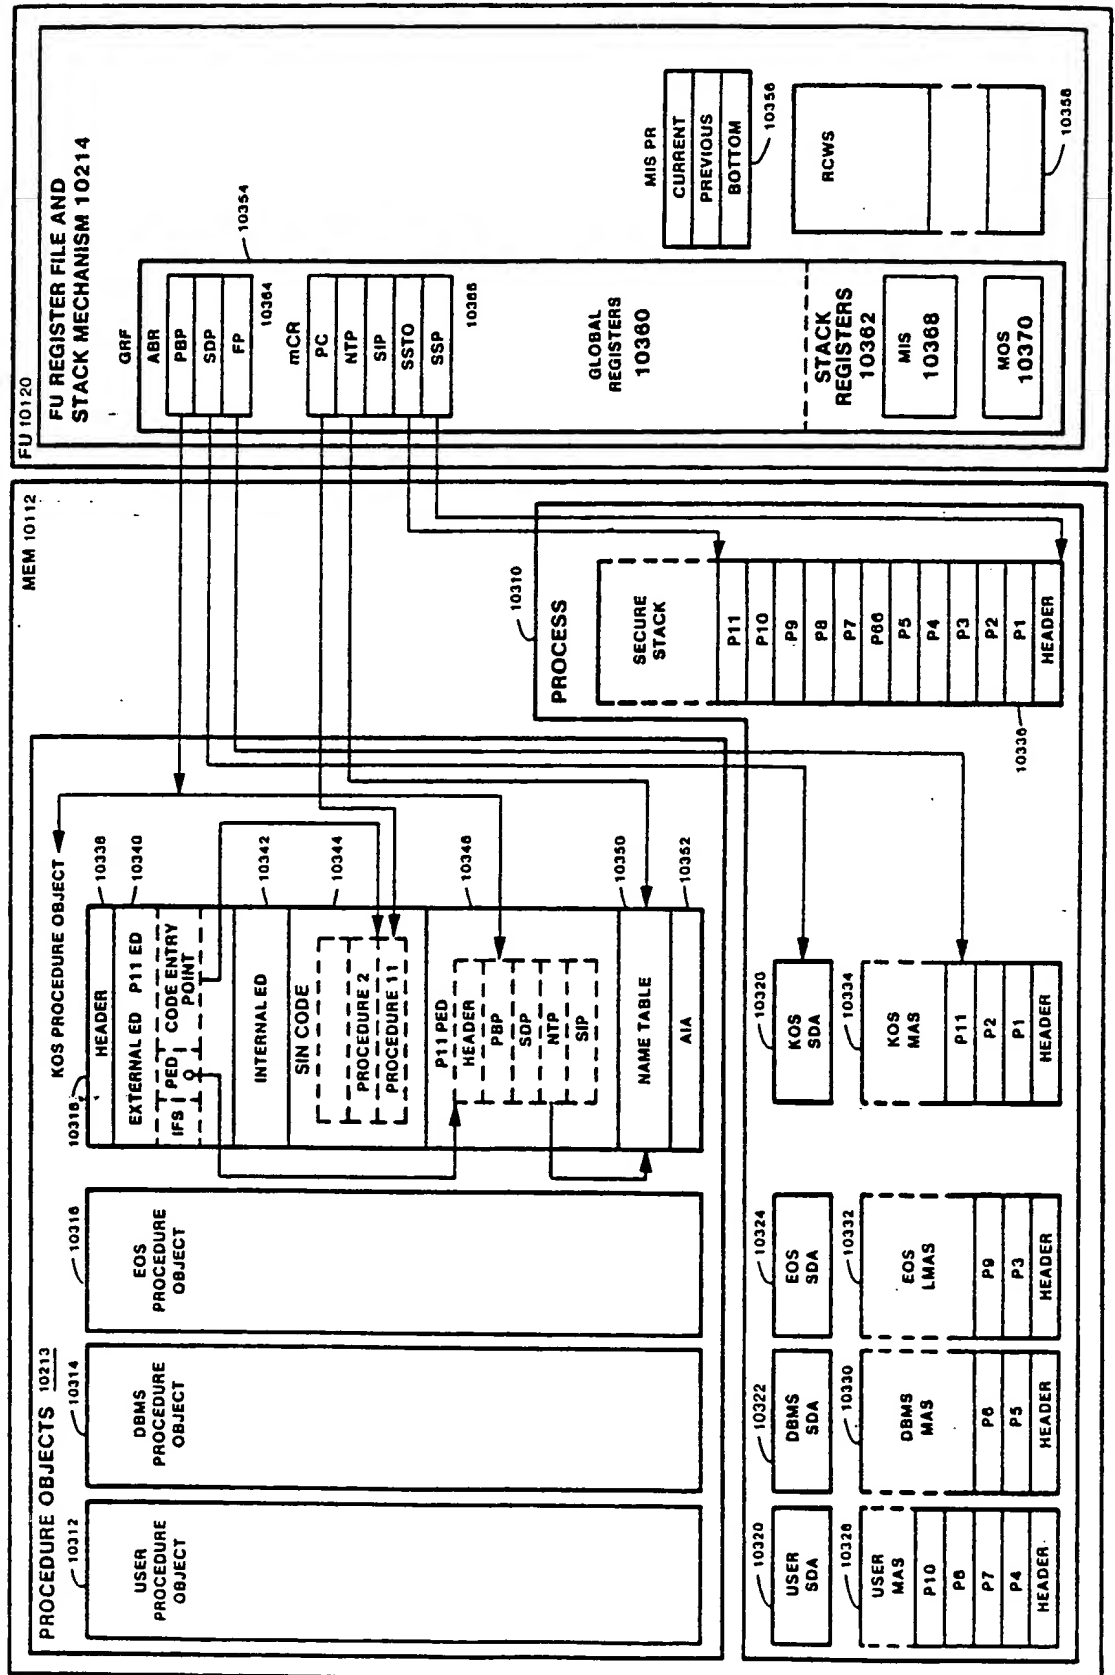 FU 10120
FU REGISTER FILE AND
STACK MECHANISM 10214
10354
GRF
ABR
PBP
SDP
FP
10364
mCR
PC
NTP
SIP
SSTO
SSP
10366
GLOBAL
REGISTERS
10360
STACK
REGISTERS
10362
MIS
10368
MOS
10370
MIS PR
CURRENT
PREVIOUS
BOTTOM
10356
RCWS
10358
MEM 10112
PROCEDURE OBJECTS 10213
10312
USER
PROCEDURE
OBJECT
10314
DBMS
PROCEDURE
OBJECT
10316
EOS
PROCEDURE
OBJECT
KOS PROCEDURE OBJECT
10318
HEADER
10338
EXTERNAL ED P11 ED
10340
IFS PED CODE ENTRY
POINT
INTERNAL ED
10342
SIN CODE
10344
PROCEDURE 2
PROCEDURE 11
P11 PED
10348
HEADER
PBP
SDP
NTP
SIP
NAME TABLE
10350
AIA
10352
10310
PROCESS
SECURE
STACK
P11
P10
P9
P8
P7
P66
P5
P4
P3
P2
P1
HEADER
10336
10320
USER
SDA
10322
DBMS
SDA
10324
EOS
SDA
10320
KOS
SDA
10328
USER
MAS
P10
P8
P7
P4
HEADER
10330
DBMS
MAS
P6
P5
HEADER
10332
EOS
LMAS
P9
P3
HEADER
10334
KOS
MAS
P11
P2
P1
HEADER